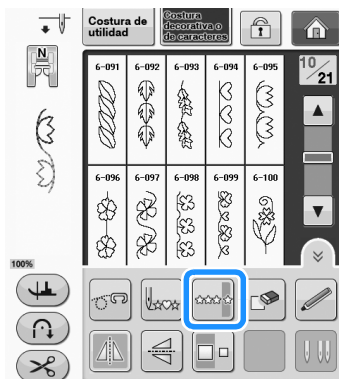 Costura de
utilidad
Costura
decorativa o
de caracteres
N
10/21
6-091 6-092 6-093 6-094 6-095
6-096 6-097 6-098 6-099 6-100
100%